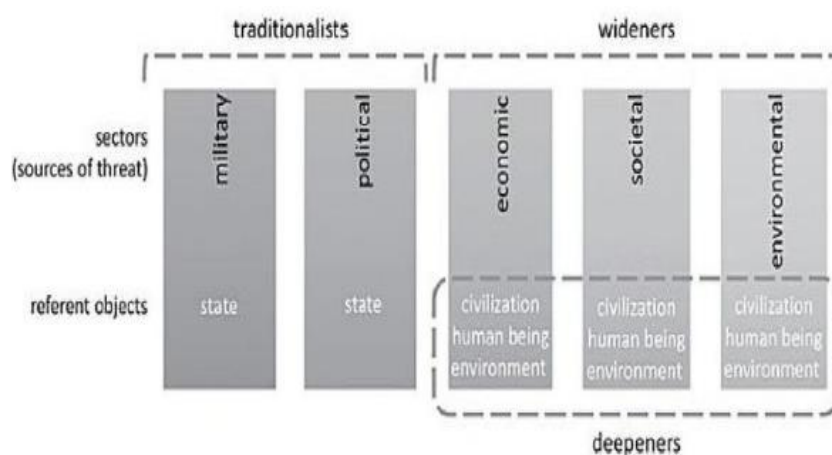 traditionalists
wideners
sectors
(sources of threat)
military
political
economic
societal
environmental
referent objects
state
state
civilization
human being
environment
civilization
human being
environment
civilization
human being
environment
deepeners